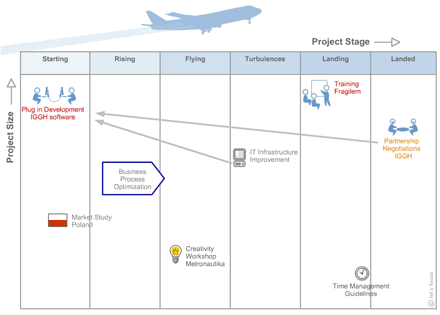 Project Stage
Starting
Rising
Flying
Turbulences
Landing
Landed
Project Size
Plug in Development
IGGH software
Training
Fragilem
Partnership
Negotiations
IGGH
IT Infrastructure
Improvement
Business
Process
Optimization
Market Study
Poland
Creativity
Workshop
Metronautika
Time Management
Guidelines
© let's focus